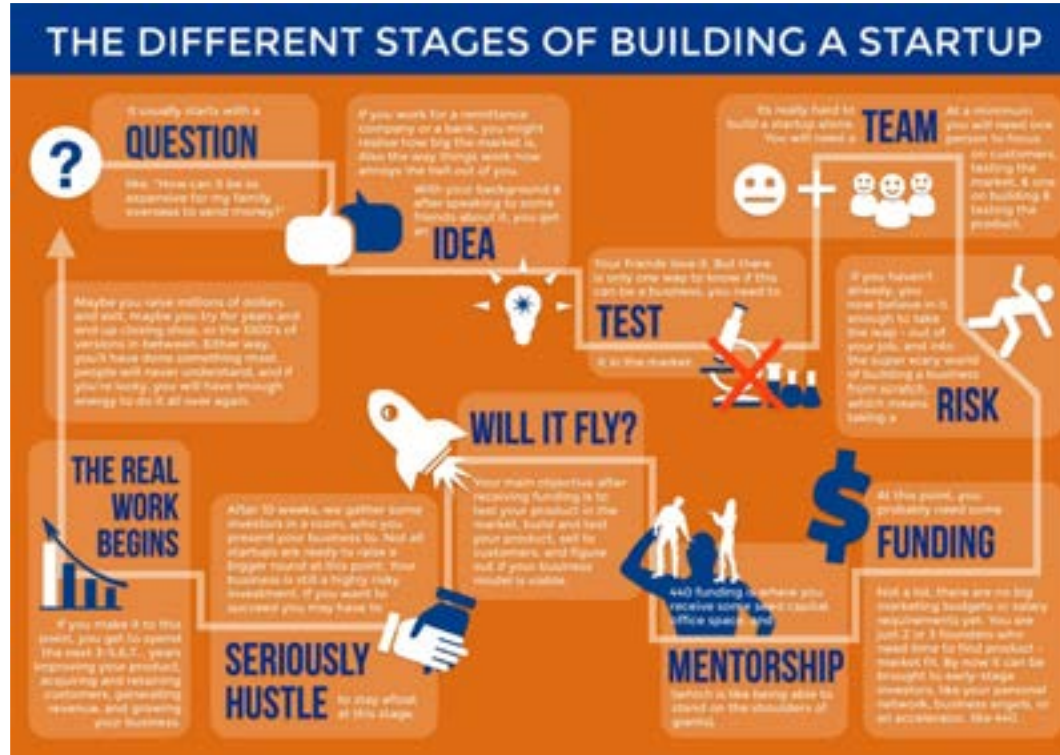 THE DIFFERENT STAGES OF BUILDING A STARTUP
It usually starts with a
QUESTION
like: "How can it be so
expensive for my family
overseas to send money?"
?
If you work for a remittance
company or a bank, you might
realise how big the market is.
Also the way things work now
annoys the hell out of you.
With your background &
after speaking to some
friends about it, you get
an
IDEA
Your friends love it. But there
is only one way to know if this
can be a business, you need to
TEST
it in the market
Its really hard to
build a startup alone
You will need a
TEAM
At a minimum
you will need one
person to focus
on customers,
testing the
market, & one
on building &
testing the
product.
If you haven't
already, you
now believe in it
enough to take
the leap - out of
your job, and into
the super scary world
of building a business
from scratch,
which means
taking a
RISK
$
At this point, you
probably need some
FUNDING
Not a lot, there are no big
marketing budgets or salary
requirements yet. You are
just 2 or 3 founders who
need time to find product -
market fit. By now it can be
brought to early-stage
investors, like your personal
network, business angels, or
an accelerator, like 440
440 funding is where you
receive some seed capital
office space, and
MENTORSHIP
(which is like being able to
stand on the shoulders of
giants).
WILL IT FLY?
Your main objective after
receiving funding is to
test your product in the
market, build and test
your product, sell to
customers, and figure
out if your business
model is viable.
After 10 weeks, we gather some
investors in a room, who you
present your business to. Not all
startups are ready to raise a
bigger round at this point. Your
business is still a highly risky
investment. If you want to
succeed you may have to
SERIOUSLY
HUSTLE
to stay afloat
at this stage.
THE REAL
WORK
BEGINS
If you make it to this
point, you get to spend
the next 3-5,6,7... years
improving your product,
acquiring and retaining
customers, generating
revenue, and growing
your business
Maybe you raise millions of dollars
and exit, maybe you try for years and
end up closing shop, or the 1000's of
versions in between. Either way,
you'll have done something most
people will never understand, and if
you're lucky, you will have enough
energy to do it all over again.